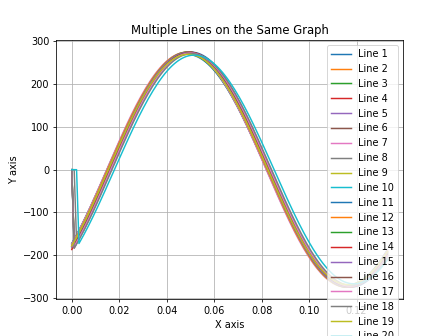 Multiple Lines on the Same Graph
300
200
100
0
−100
−200
−300
Y axis
0.00
0.02
0.04
0.06
0.08
0.10
X axis
Line 1
Line 2
Line 3
Line 4
Line 5
Line 6
Line 7
Line 8
Line 9
Line 10
Line 11
Line 12
Line 13
Line 14
Line 15
Line 16
Line 17
Line 18
Line 19
Line 20